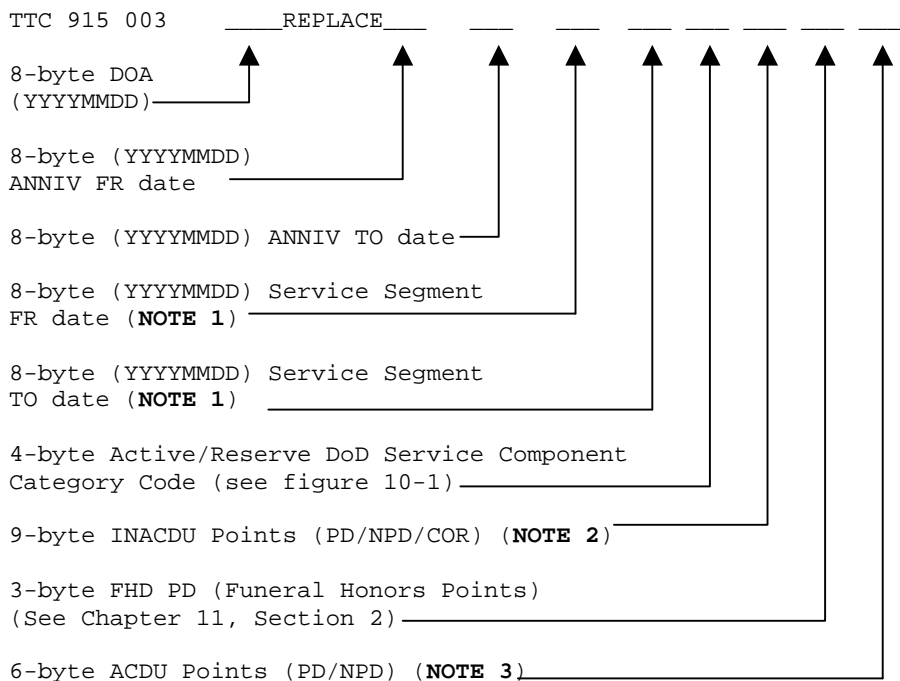 TTC 915 003 ____REPLACE___ ___ ___ ___ ___ ___ ___ ___
8-byte DOA
(YYYYMMDD)
8-byte (YYYYMMDD)
ANNIV FR date
8-byte (YYYYMMDD) ANNIV TO date
8-byte (YYYYMMDD) Service Segment
FR date (NOTE 1)
8-byte (YYYYMMDD) Service Segment
TO date (NOTE 1)
4-byte Active/Reserve DoD Service Component
Category Code (see figure 10-1)
9-byte INACDU Points (PD/NPD/COR) (NOTE 2)
3-byte FHD PD (Funeral Honors Points)
(See Chapter 11, Section 2)
6-byte ACDU Points (PD/NPD) (NOTE 3)